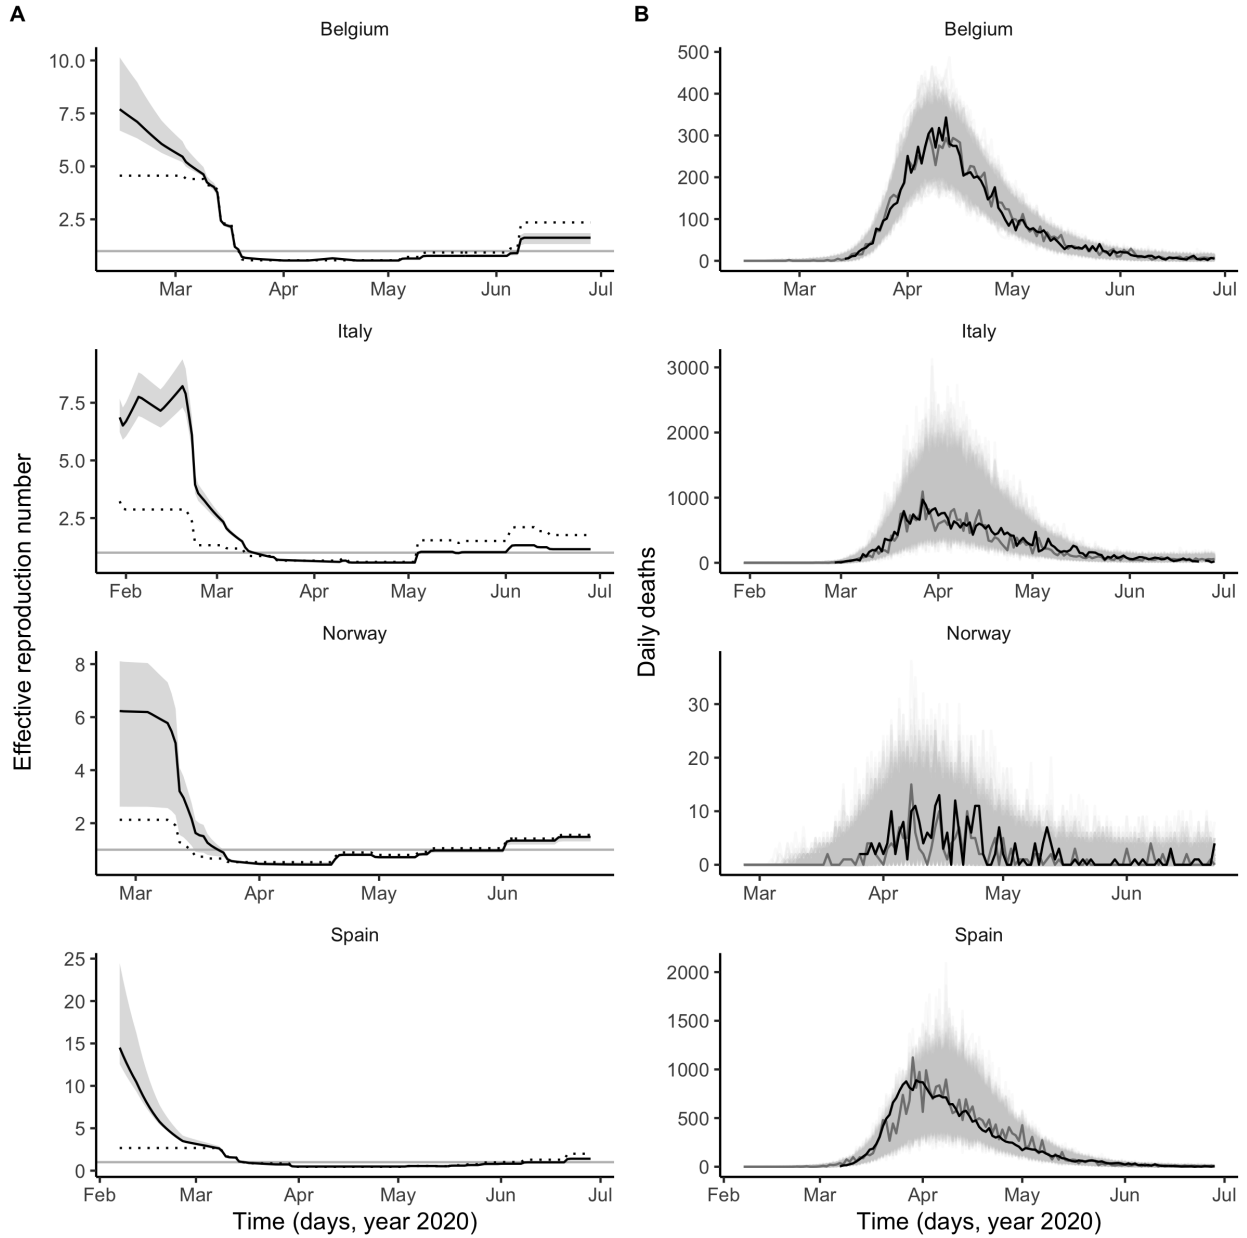 A
B
Belgium
Belgium
10.0
7.5
5.0
2.5
Mar Apr May Jun Jul
500
400
300
200
100
0
Mar Apr May Jun Jul
Italy
Italy
7.5
5.0
2.5
Feb Mar Apr May Jun Jul
3000
2000
1000
0
Feb Mar Apr May Jun Jul
Effective reproduction number
Daily deaths
Norway
Norway
8
6
4
2
Mar Apr May Jun
30
20
10
0
Mar Apr May Jun
Spain
Spain
25
20
15
10
5
0
Feb Mar Apr May Jun Jul
2000
1500
1000
500
0
Feb Mar Apr May Jun Jul
Time (days, year 2020)
Time (days, year 2020)